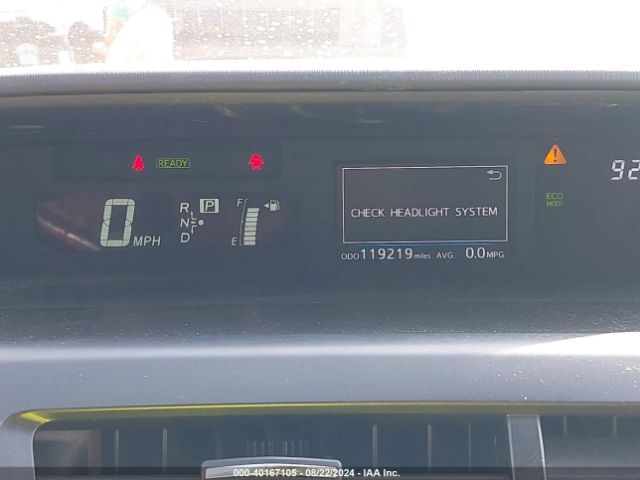 READY
92
F
R P
0 MPH
N
D
E
CHECK HEADLIGHT SYSTEM
ODO 119219 miles AVG. 0.0 MPG
ECO
MODE
000-40167105 - 08/22/2024 - IAA Inc.